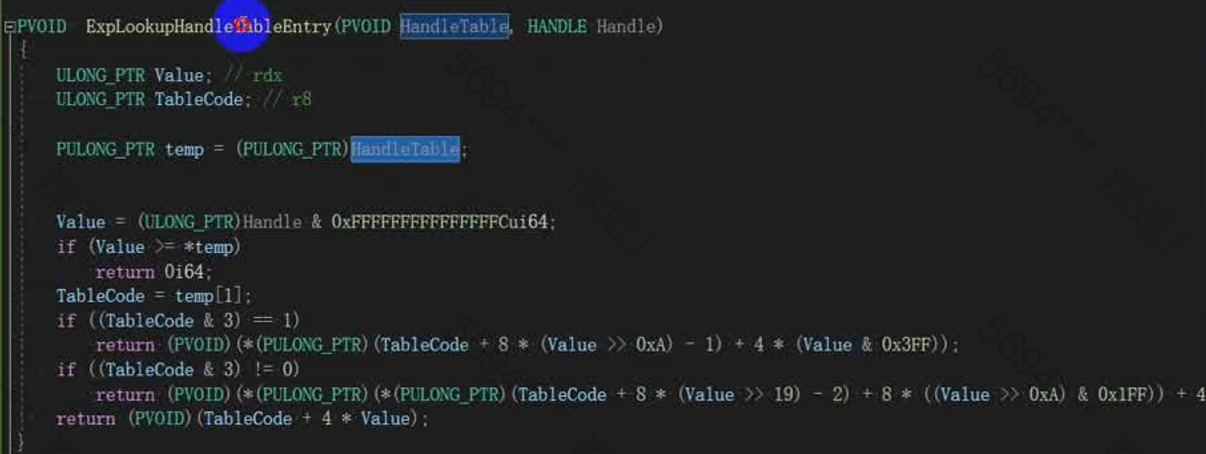 PVOID ExpLookupHandleTableEntry(PVOID HandleTable, HANDLE Handle)
{
ULONG_PTR Value; // rdx
ULONG_PTR TableCode; // r8
PULONG_PTR temp = (PULONG_PTR)HandleTable;
Value = (ULONG_PTR)Handle & 0xFFFFFFFFFFFFFFFCui64;
if (Value >= *temp)
return 0i64;
TableCode = temp[1];
if ((TableCode & 3) == 1)
return (PVOID)(*(PULONG_PTR)(TableCode + 8 * (Value >> 0xA) - 1) + 4 * (Value & 0x3FF));
if ((TableCode & 3) != 0)
return (PVOID)(*(PULONG_PTR)(*(PULONG_PTR)(TableCode + 8 * (Value >> 19) - 2) + 8 * ((Value >> 0xA) & 0x1FF)) + 4
return (PVOID)(TableCode + 4 * Value);
}
5694***
5694***